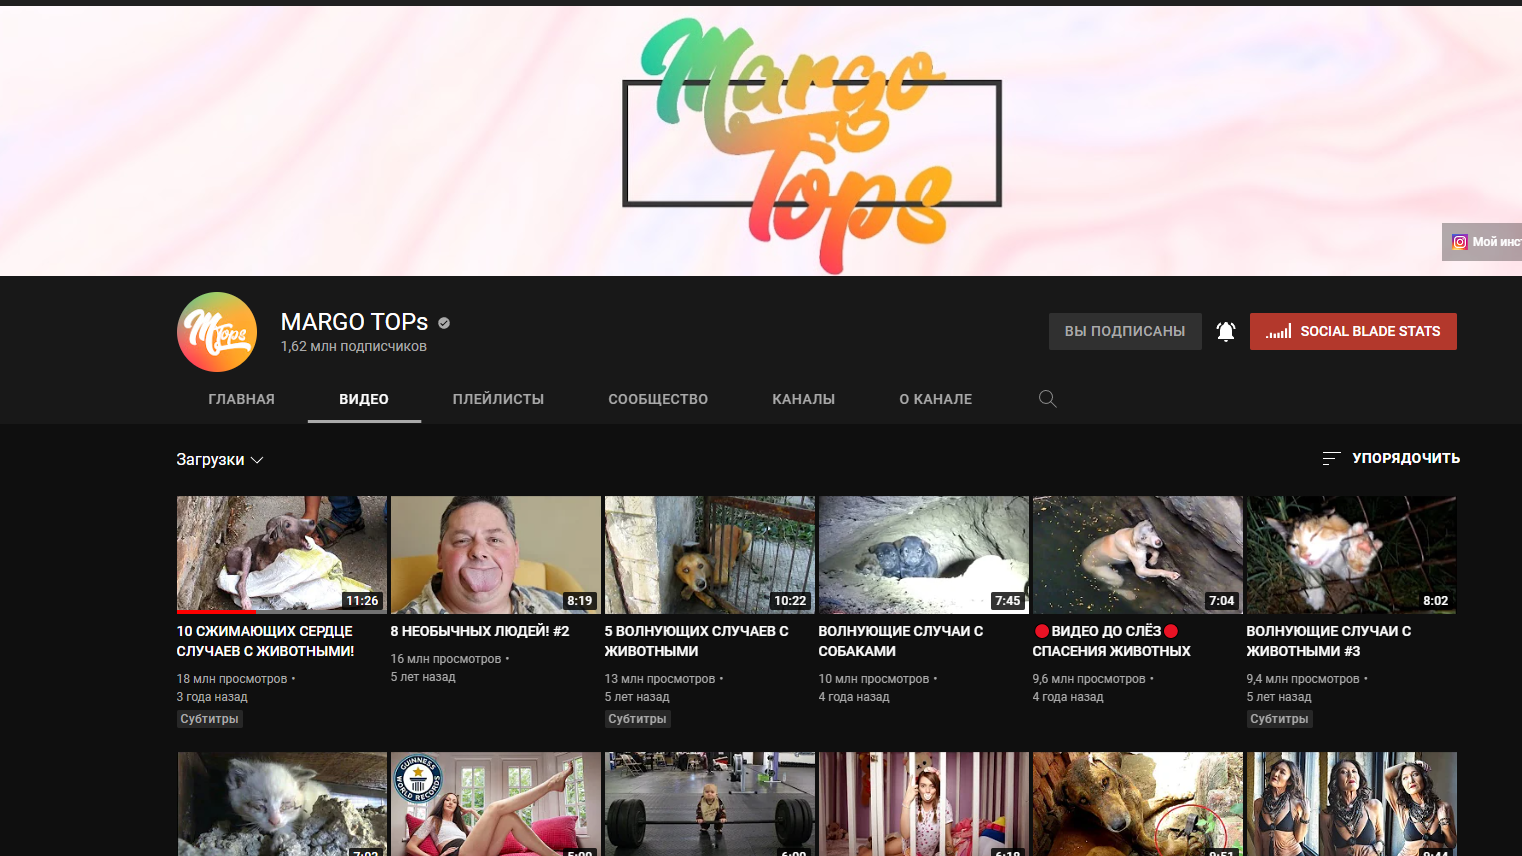 Margo
Tops
Мой инс
M Tops
MARGO TOPs
1,62 млн подписчиков
ВЫ ПОДПИСАНЫ
SOCIAL BLADE STATS
ГЛАВНАЯ
ВИДЕО
ПЛЕЙЛИСТЫ
СООБЩЕСТВО
КАНАЛЫ
О КАНАЛЕ
Загрузки
УПОРЯДОЧИТЬ
11:26
8:19
10:22
7:45
7:04
8:02
10 СЖИМАЮЩИХ СЕРДЦЕ
СЛУЧАЕВ С ЖИВОТНЫМИ!
18 млн просмотров •
3 года назад
Субтитры
8 НЕОБЫЧНЫХ ЛЮДЕЙ! #2
16 млн просмотров •
5 лет назад
5 ВОЛНУЮЩИХ СЛУЧАЕВ С
ЖИВОТНЫМИ
13 млн просмотров •
5 лет назад
Субтитры
ВОЛНУЮЩИЕ СЛУЧАИ С
СОБАКАМИ
10 млн просмотров •
4 года назад
🔴ВИДЕО ДО СЛЁЗ🔴
СПАСЕНИЯ ЖИВОТНЫХ
9,6 млн просмотров •
4 года назад
ВОЛНУЮЩИЕ СЛУЧАИ С
ЖИВОТНЫМИ #3
9,4 млн просмотров •
5 лет назад
Субтитры
GUINNESS
WORLD RECORDS